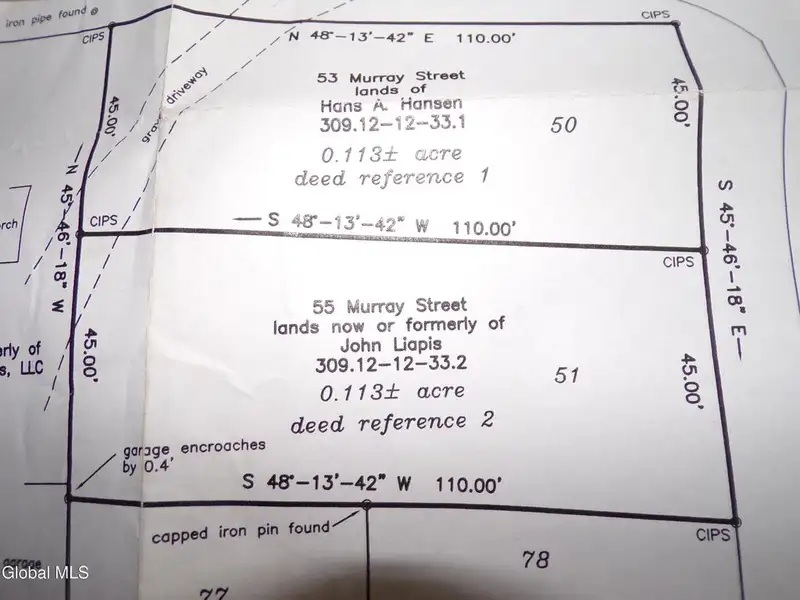 iron pipe found
CIPS
CIPS
N 48°-13'-42" E 110.00'
driveway
45.00'
53 Murray Street
lands of
Hans A. Hansen
309.12-12-33.1
50
0.113± acre
deed reference 1
45.00'
N 45°-46'-18" W
CIPS
S 48°-13'-42" W 110.00'
CIPS
S 45°-46'-18" E
55 Murray Street
lands now or formerly of
John Liapis
309.12-12-33.2
51
0.113± acre
deed reference 2
45.00'
45.00'
of
LLC
garage encroaches
by 0.4'
S 48°-13'-42" W 110.00'
capped iron pin found
CIPS
78
77
Global MLS